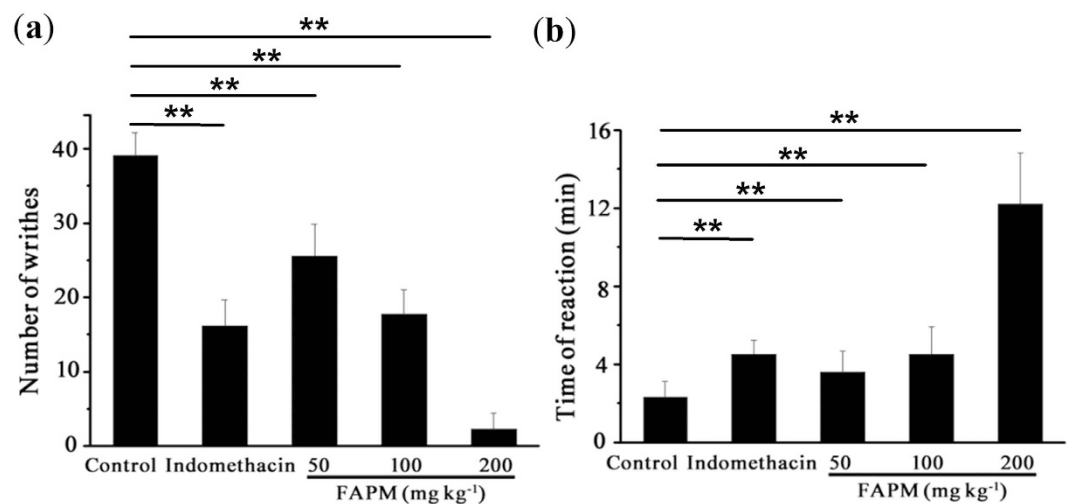 (a)
**
**
**
**
Number of writhes
40
30
20
10
0
Control Indomethacin 50 100 200
FAPM (mg kg⁻¹)
(b)
**
**
**
**
Time of reaction (min)
16
12
8
4
0
Control Indomethacin 50 100 200
FAPM (mg kg⁻¹)